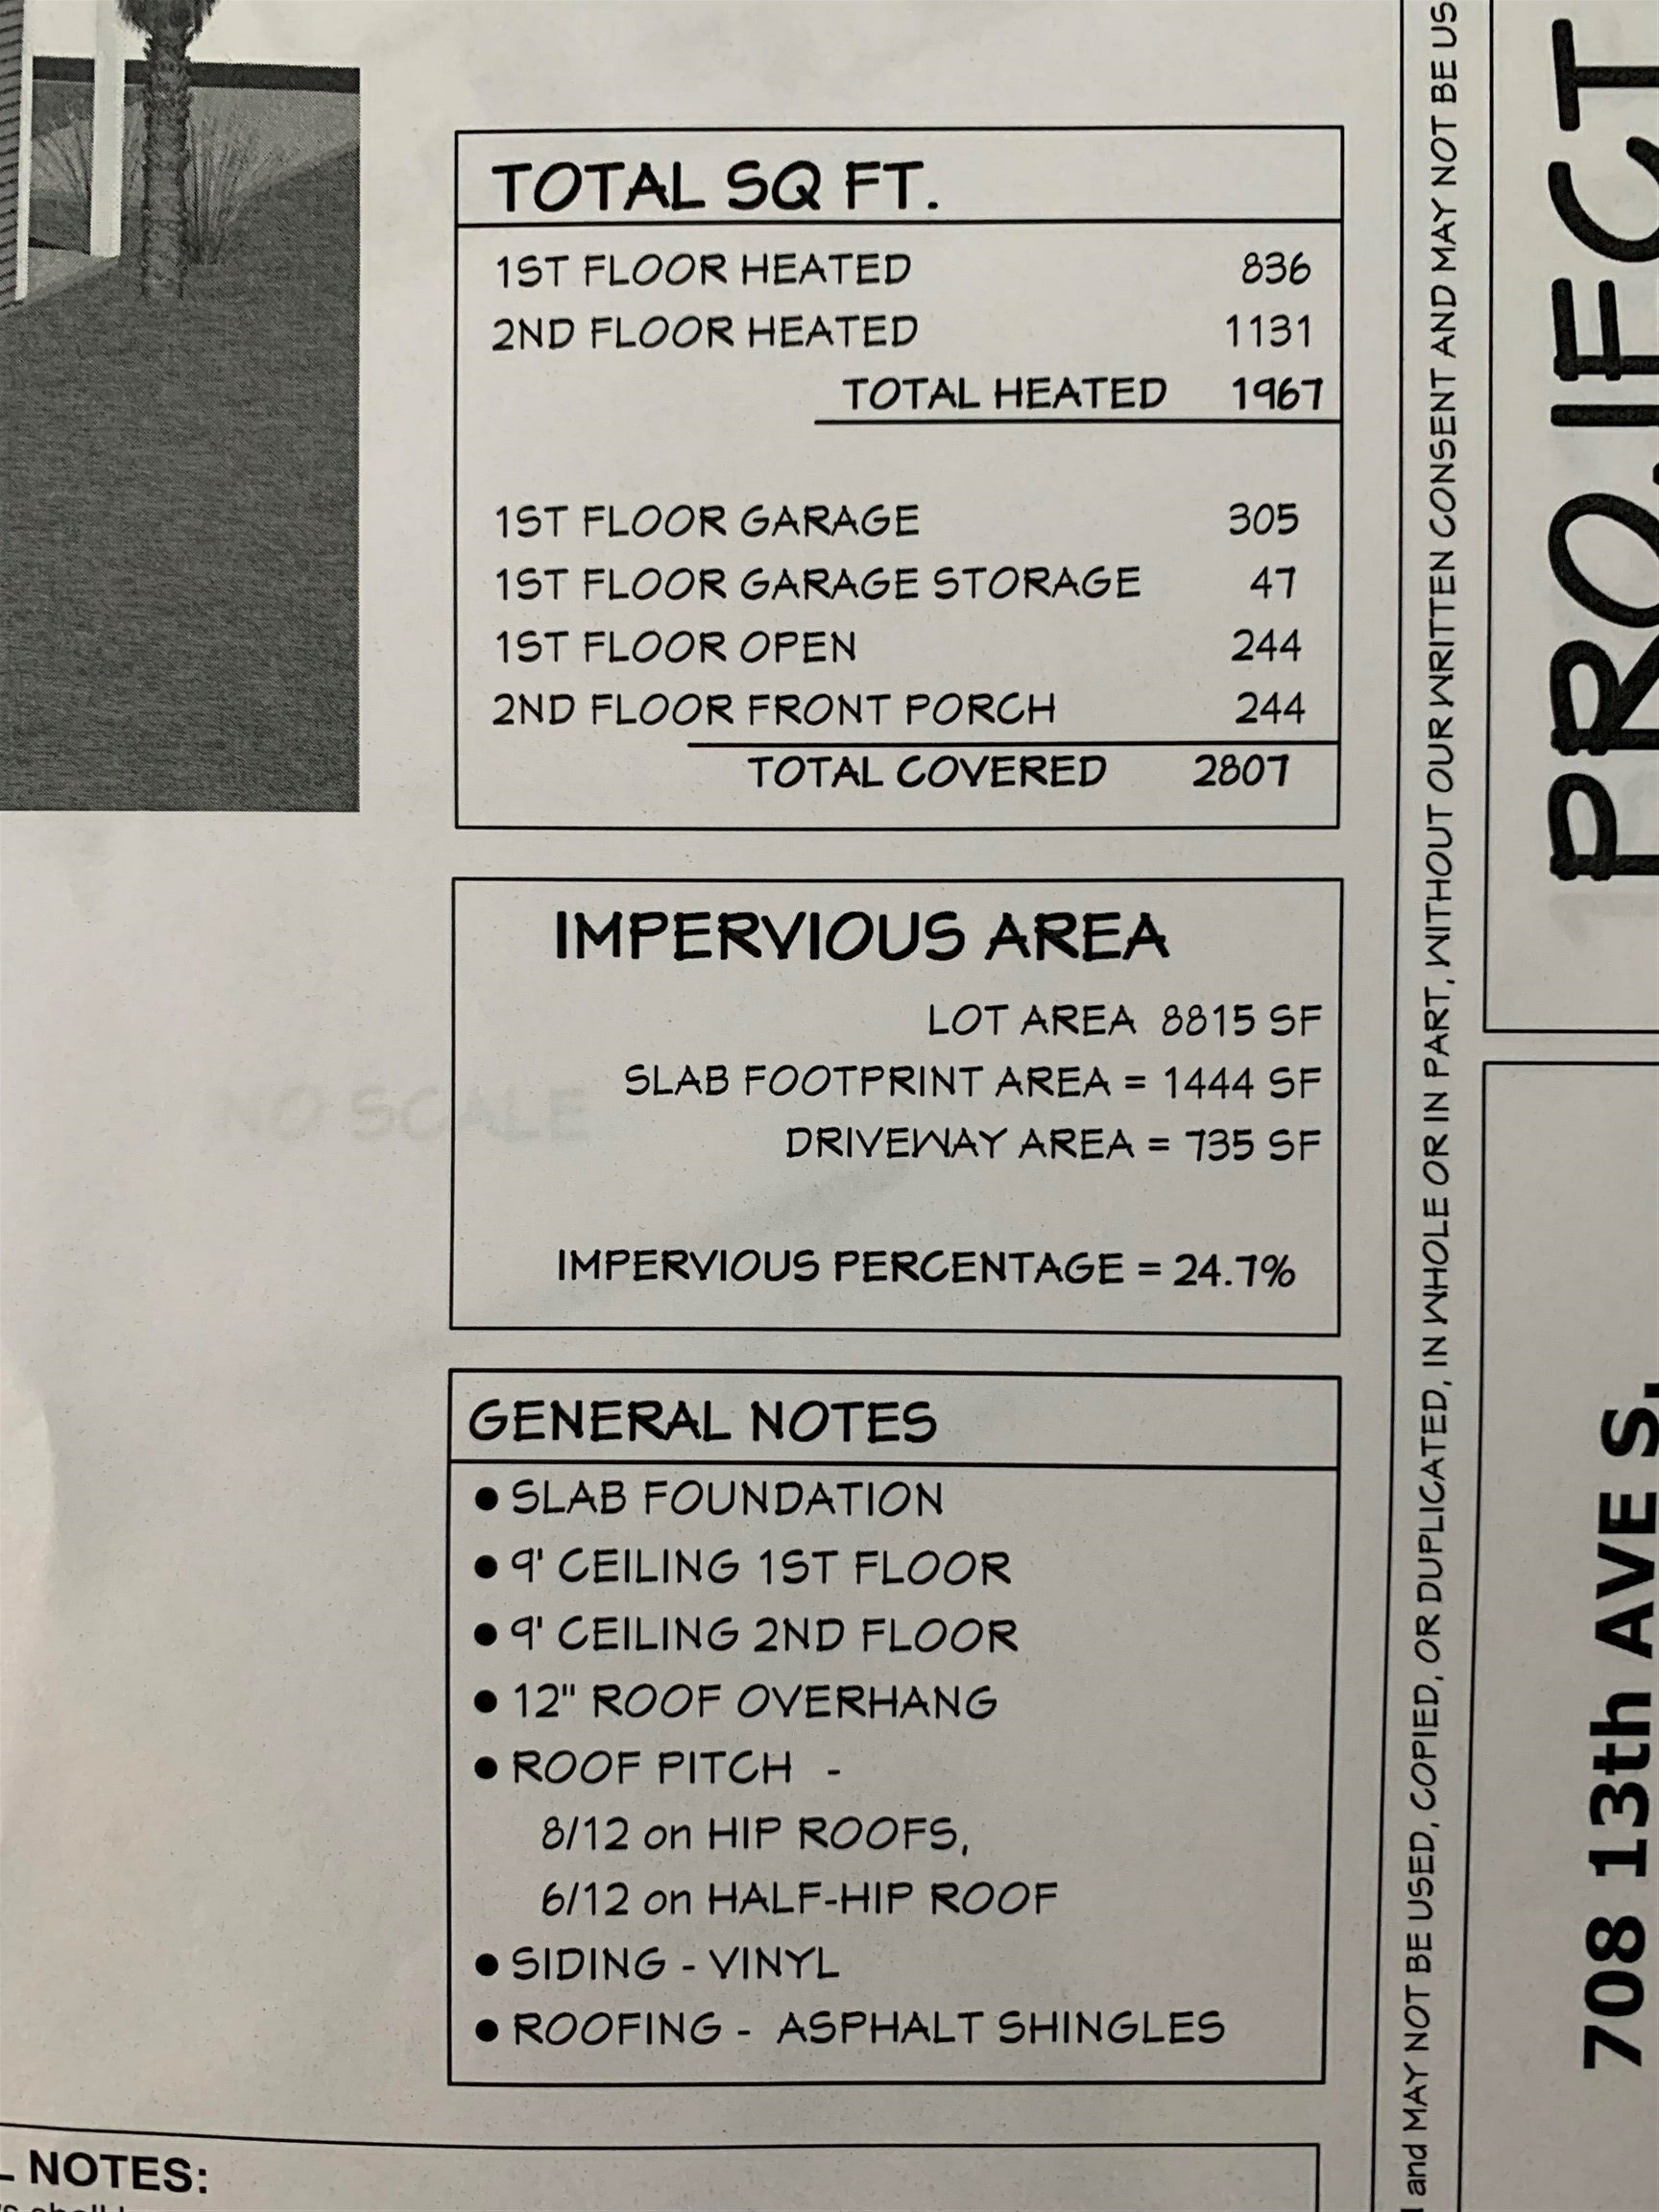 TOTAL SQ FT.
1ST FLOOR HEATED 836
2ND FLOOR HEATED 1131
TOTAL HEATED 1967
1ST FLOOR GARAGE 305
1ST FLOOR GARAGE STORAGE 47
1ST FLOOR OPEN 244
2ND FLOOR FRONT PORCH 244
TOTAL COVERED 2807
IMPERVIOUS AREA
LOT AREA 8815 SF
SLAB FOOTPRINT AREA = 1444 SF
DRIVEWAY AREA = 735 SF
IMPERVIOUS PERCENTAGE = 24.7%
NO SCALE
GENERAL NOTES
● SLAB FOUNDATION
● 9' CEILING 1ST FLOOR
● 9' CEILING 2ND FLOOR
● 12" ROOF OVERHANG
● ROOF PITCH -
8/12 on HIP ROOFS,
6/12 on HALF-HIP ROOF
● SIDING - VINYL
● ROOFING - ASPHALT SHINGLES
NOTES:
and MAY NOT BE USED, COPIED, OR DUPLICATED, IN WHOLE OR IN PART, WITHOUT OUR WRITTEN CONSENT AND MAY NOT BE US
PROJECT
708 13th AVE S.